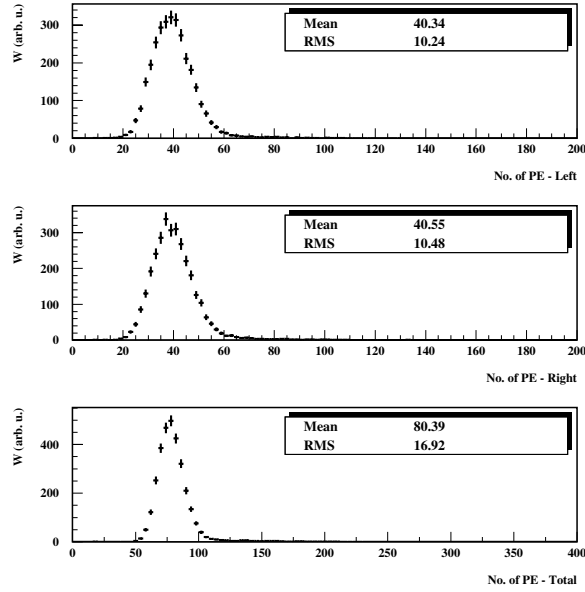 W (arb. u.)
300
200
100
0
Mean 40.34
RMS 10.24
0 20 40 60 80 100 120 140 160 180 200
No. of PE - Left
W (arb. u.)
300
200
100
0
Mean 40.55
RMS 10.48
0 20 40 60 80 100 120 140 160 180 200
No. of PE - Right
W (arb. u.)
400
200
0
Mean 80.39
RMS 16.92
0 50 100 150 200 250 300 350 400
No. of PE - Total